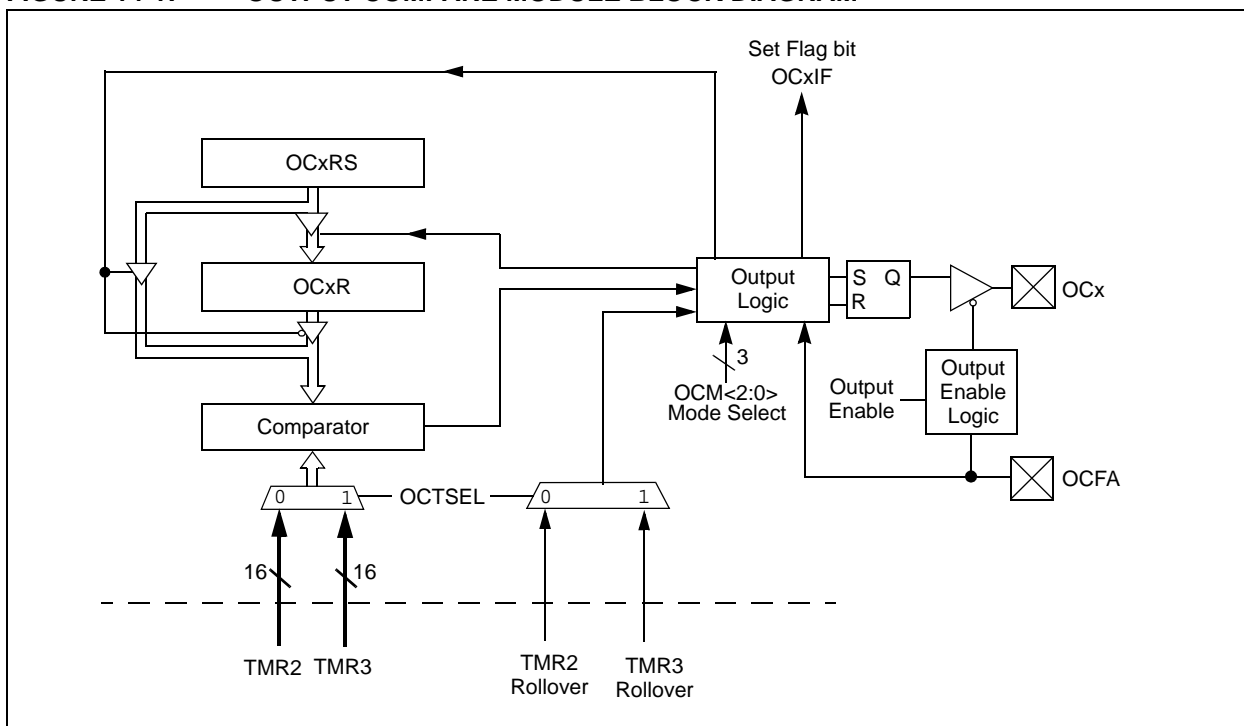 Set Flag bit
OCxIF
OCxRS
OCxR
Output
Logic
S Q
R
OCx
3
OCM<2:0>
Mode Select
Output
Enable
Output
Enable
Logic
Comparator
OCFA
0 1
OCTSEL
0 1
16
16
TMR2
TMR3
TMR2
Rollover
TMR3
Rollover